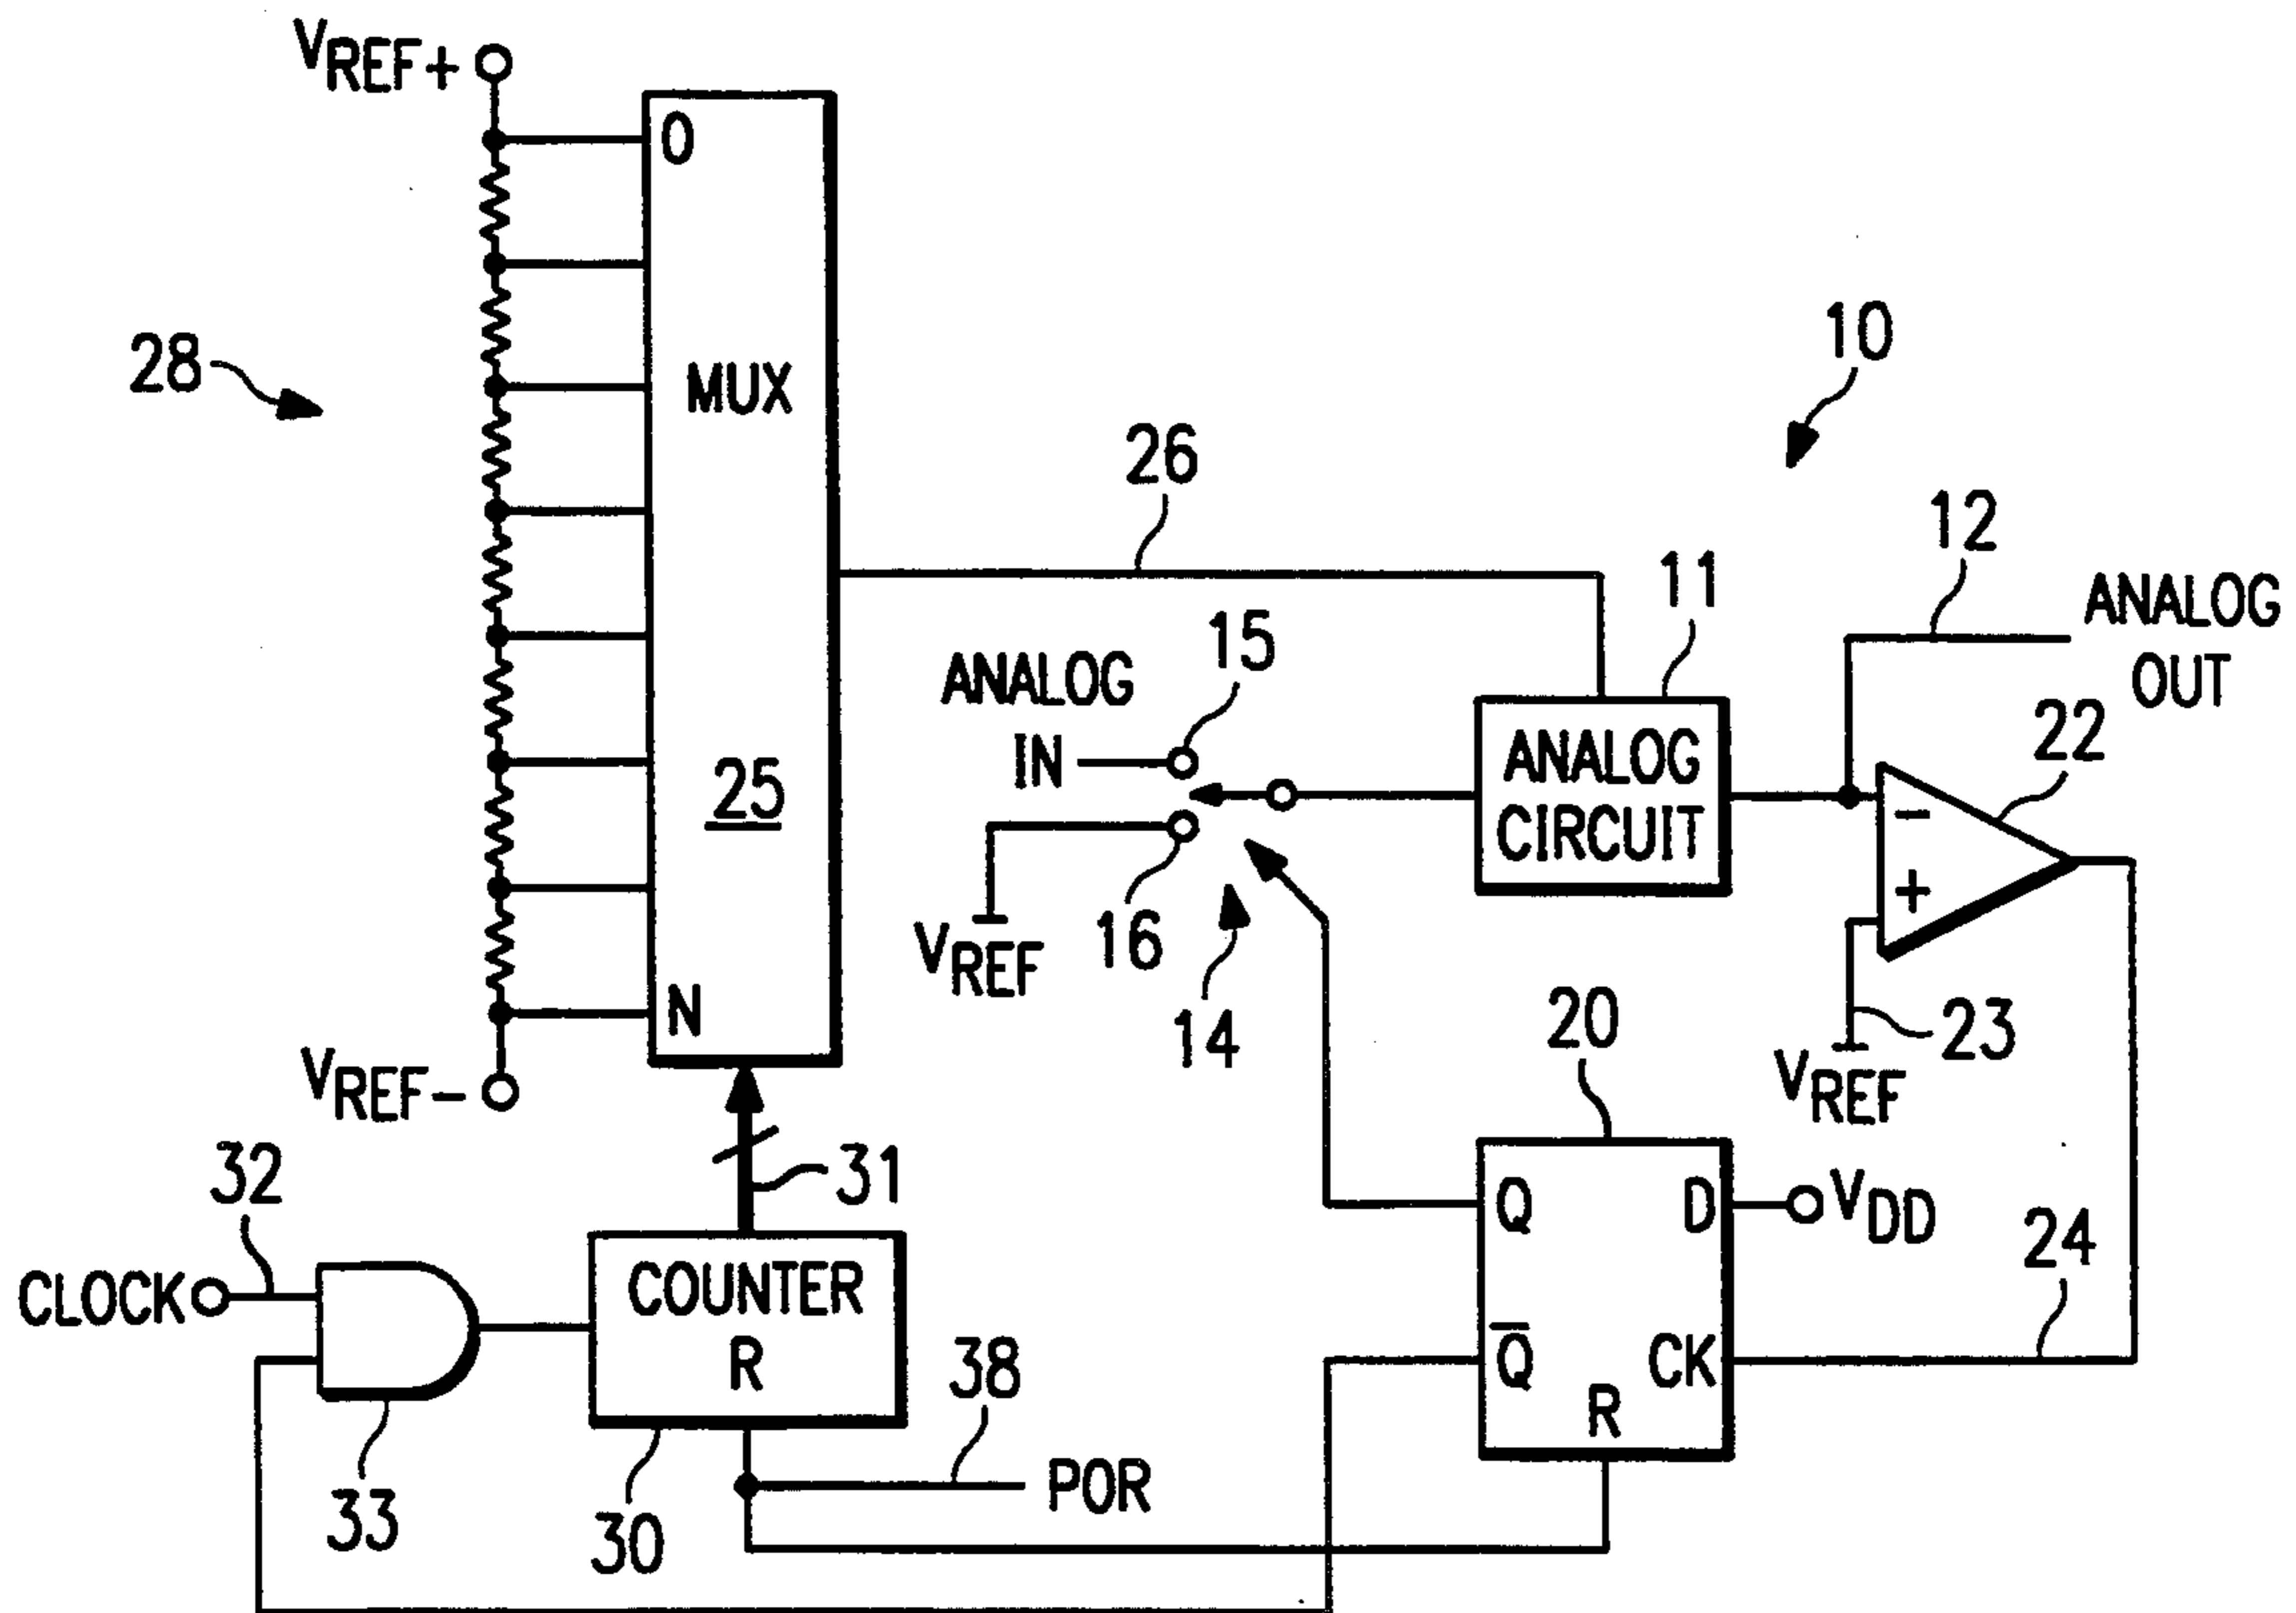 VREF+
O
28
MUX
10
26
12
11
ANALOG
OUT
15
ANALOG
IN
ANALOG
CIRCUIT
22
25
−
+
16
VREF
14
20
23
VREF
N
VREF−
32
31
Q
D
VDD
24
CLOCK
COUNTER
R
Q̅
CK
R
38
POR
33
30